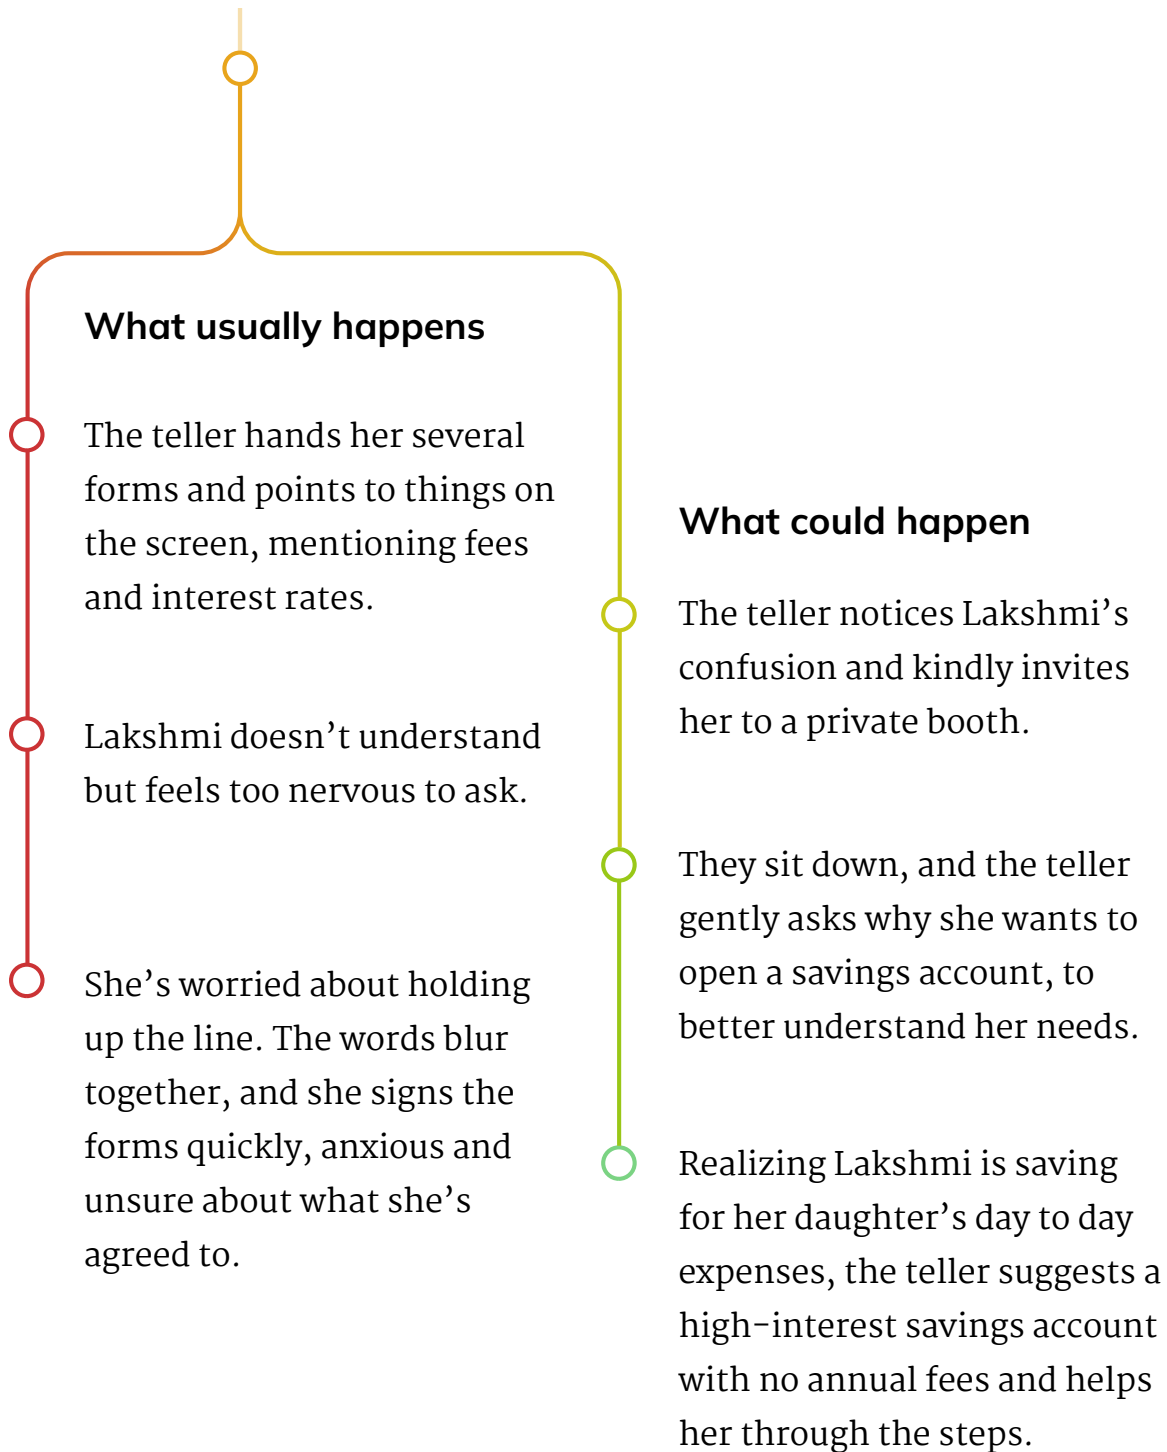 What usually happens
The teller hands her several
forms and points to things on
the screen, mentioning fees
and interest rates.
Lakshmi doesn’t understand
but feels too nervous to ask.
She’s worried about holding
up the line. The words blur
together, and she signs the
forms quickly, anxious and
unsure about what she’s
agreed to.
What could happen
The teller notices Lakshmi’s
confusion and kindly invites
her to a private booth.
They sit down, and the teller
gently asks why she wants to
open a savings account, to
better understand her needs.
Realizing Lakshmi is saving
for her daughter’s day to day
expenses, the teller suggests a
high-interest savings account
with no annual fees and helps
her through the steps.